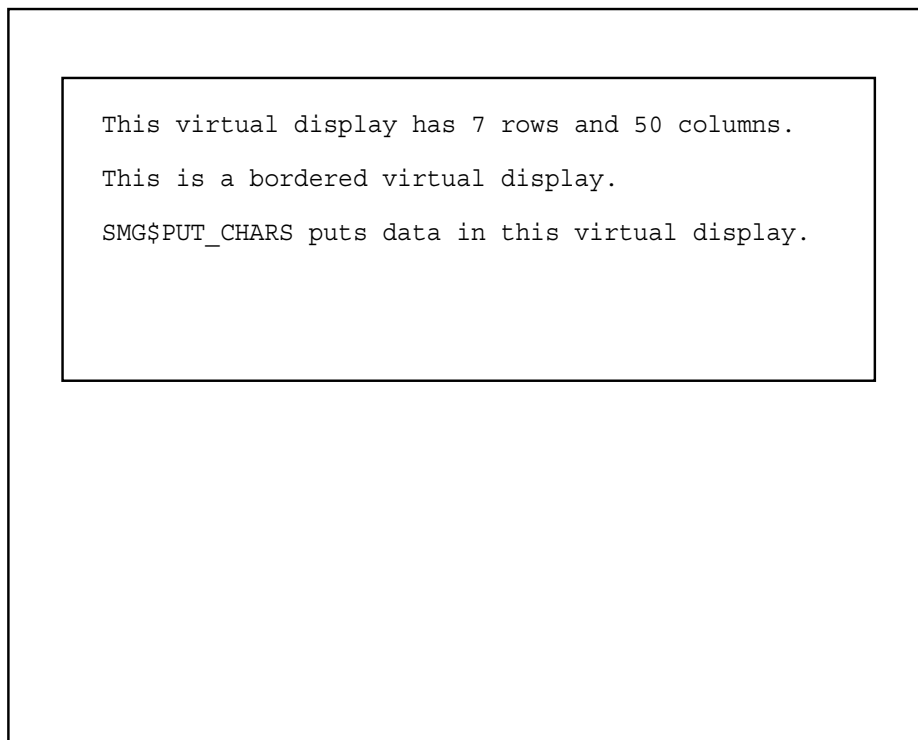 This virtual display has 7 rows and 50 columns.
This is a bordered virtual display.
SMG$PUT_CHARS puts data in this virtual display.